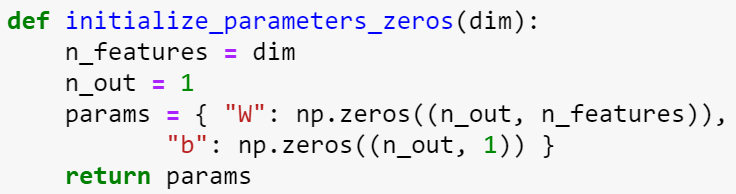 def initialize_parameters_zeros(dim):
    n_features = dim
    n_out = 1
    params = { "W": np.zeros((n_out, n_features)),
           "b": np.zeros((n_out, 1)) }
    return params